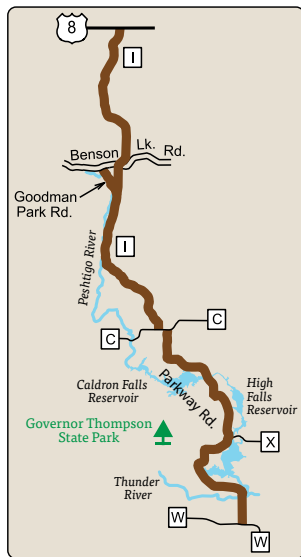 8
I
Benson Lk. Rd.
Goodman
Park Rd.
I
Peshtigo River
C
C
Parkway Rd.
Caldron Falls
Reservoir
High
Falls
Reservoir
Governor Thompson
State Park
X
Thunder
River
W
W